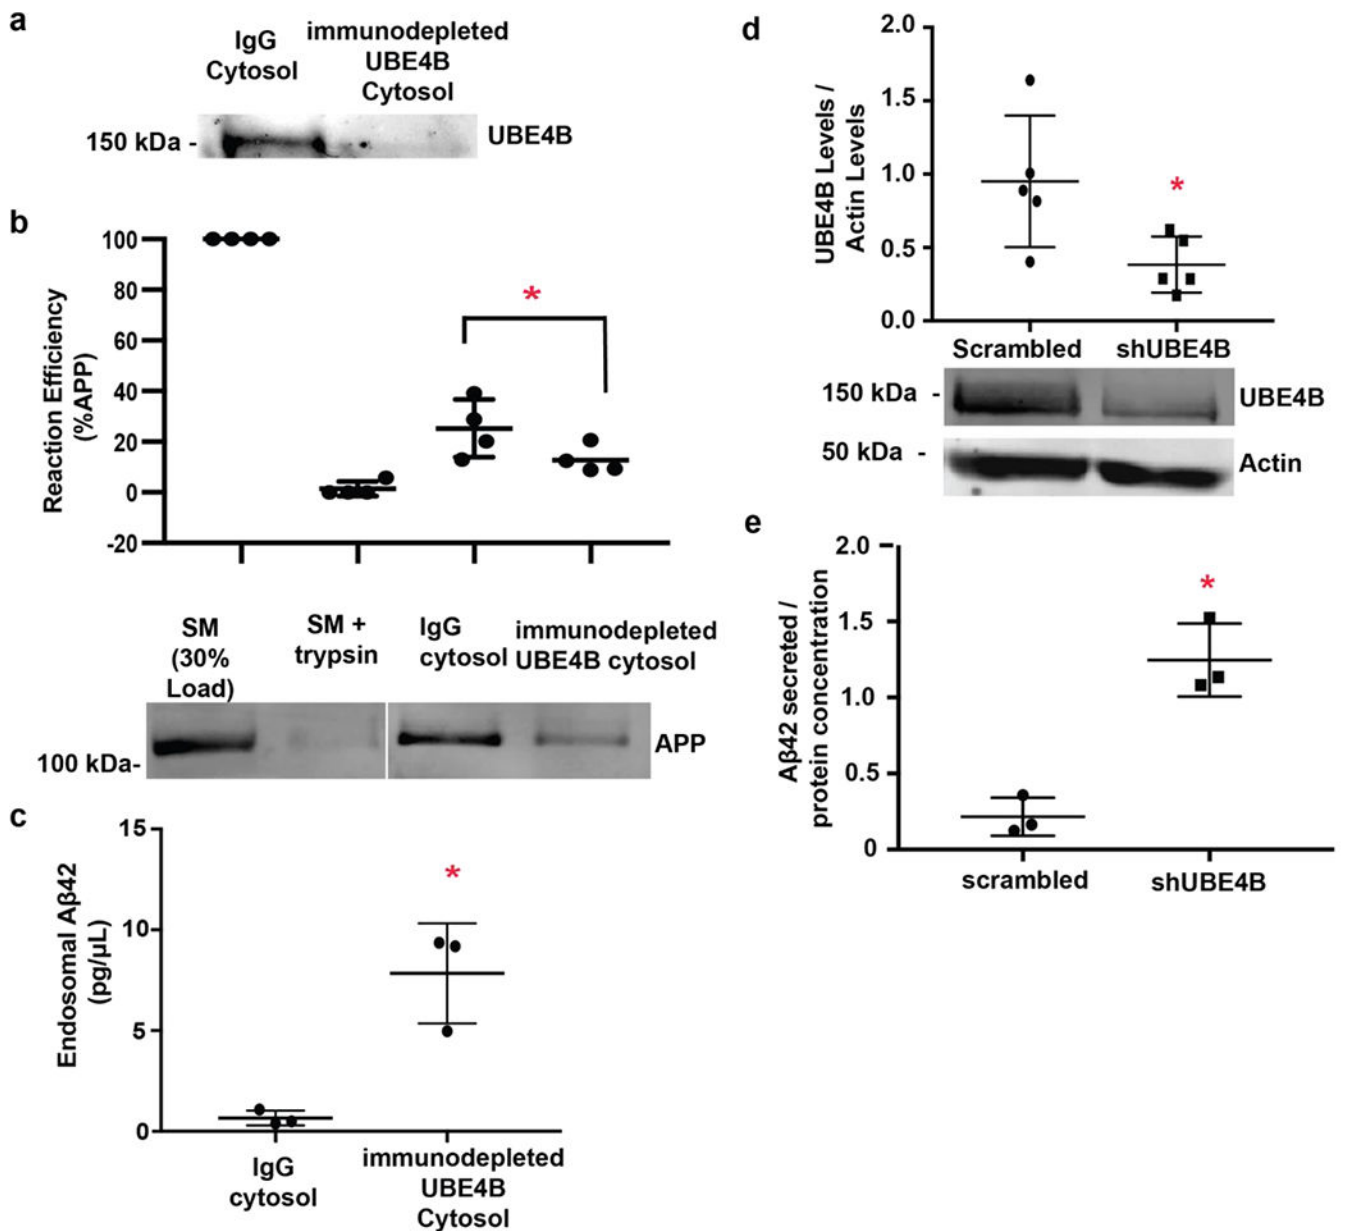 a
IgG
Cytosol
immunodepleted
UBE4B
Cytosol
150 kDa -
UBE4B
b
Reaction Efficiency
(%APP)
100
80
60
40
20
0
-20
*
SM
(30%
Load)
SM +
trypsin
IgG
cytosol
immunodepleted
UBE4B cytosol
100 kDa-
APP
c
Endosomal Aβ42
(pg/μL)
15
10
5
0
*
IgG
cytosol
immunodepleted
UBE4B
Cytosol
d
UBE4B Levels /
Actin Levels
2.0
1.5
1.0
0.5
0.0
*
Scrambled
shUBE4B
150 kDa -
UBE4B
50 kDa -
Actin
e
Aβ42 secreted /
protein concentration
2.0
1.5
1.0
0.5
0
*
scrambled
shUBE4B